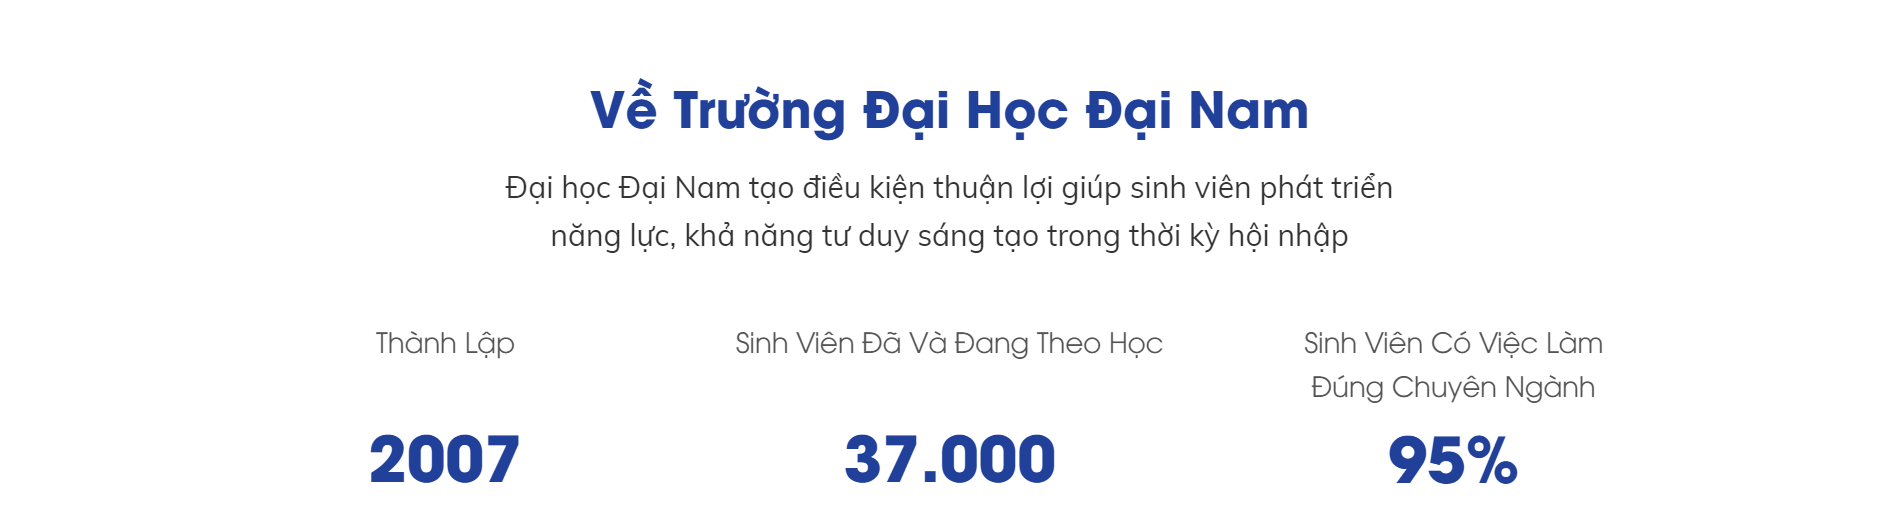 Về Trường Đại Học Đại Nam
Đại học Đại Nam tạo điều kiện thuận lợi giúp sinh viên phát triển
năng lực, khả năng tư duy sáng tạo trong thời kỳ hội nhập
Thành Lập
2007
Sinh Viên Đã Và Đang Theo Học
37.000
Sinh Viên Có Việc Làm
Đúng Chuyên Ngành
95%